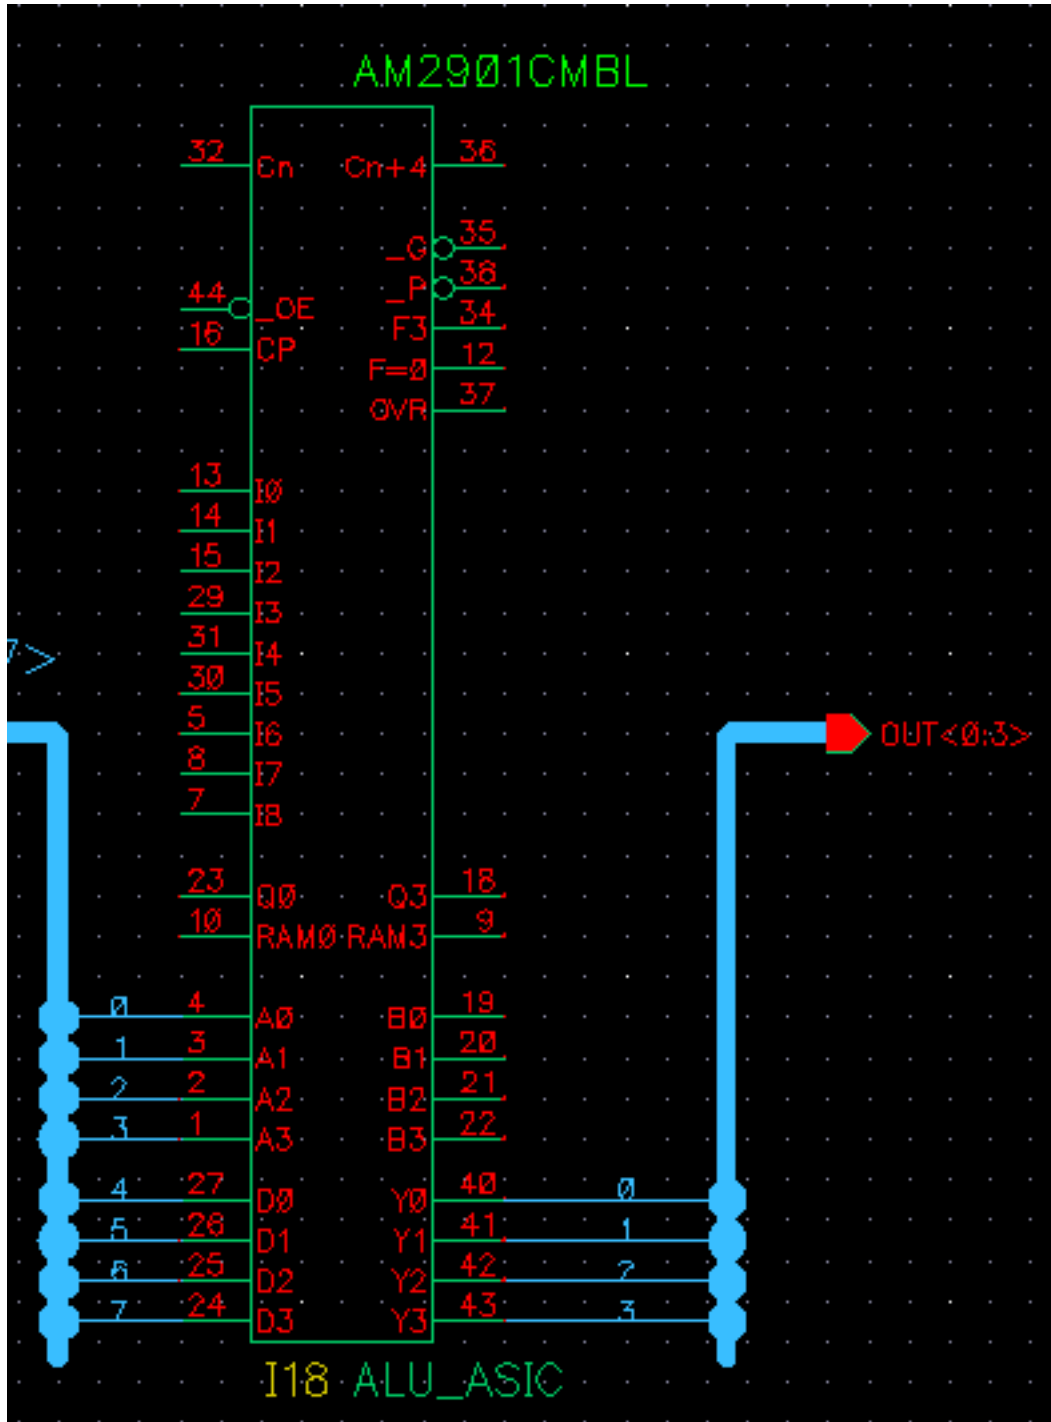 AM2901CMBL
32 Cn Cn+4 36
_G 35
_P 38
44 _OE
F3 34
16 CP
F=0 12
OVR 37
13 I0
14 I1
15 I2
29 I3
31 I4
7>
30 I5
5 I6
OUT<0:3>
8 I7
7 I8
23 Q0 Q3 18
10 RAM0 RAM3 9
0 4 A0 B0 19
1 3 A1 B1 20
2 2 A2 B2 21
3 1 A3 B3 22
4 27 D0 Y0 40 0
5 26 D1 Y1 41 1
6 25 D2 Y2 42 2
7 24 D3 Y3 43 3
I18 ALU_ASIC